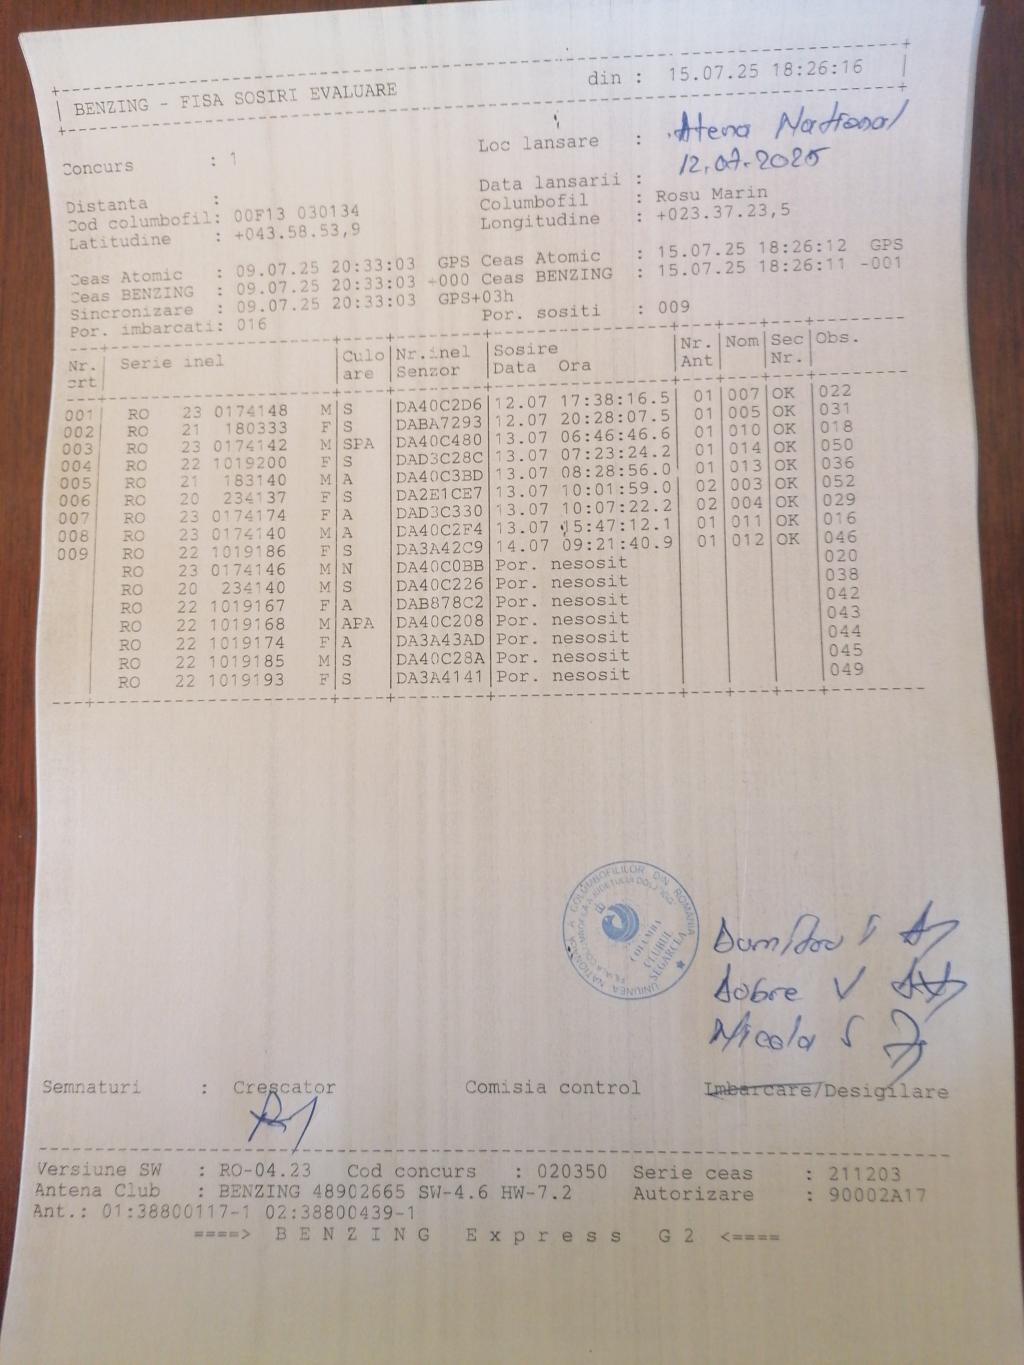 BENZING - FISA SOSIRI EVALUARE din : 15.07.25 18:26:16
Concurs : 1 Loc lansare : Atena National
12.07.2025
Distanta : Data lansarii :
Cod columbofil: 00F13 030134 Columbofil : Rosu Marin
Latitudine : +043.58.53,9 Longitudine : +023.37.23,5
Ceas Atomic : 09.07.25 20:33:03 GPS Ceas Atomic : 15.07.25 18:26:12 GPS
Ceas BENZING : 09.07.25 20:33:03 +000 Ceas BENZING : 15.07.25 18:26:11 -001
Sincronizare : 09.07.25 20:33:03 GPS+03h
Por. imbarcati: 016 Por. sositi : 009
Nr. Serie inel Culo Nr.inel Sosire Nr. Nom Sec Obs.
crt are Senzor Data Ora Ant Nr.
001 RO 23 0174148 M S DA40C2D6 12.07 17:38:16.5 01 007 OK 022
002 RO 21 180333 F S DABA7293 12.07 20:28:07.5 01 005 OK 031
003 RO 23 0174142 M SPA DA40C480 13.07 06:46:46.6 01 010 OK 018
004 RO 22 1019200 F S DAD3C28C 13.07 07:23:24.2 01 014 OK 050
005 RO 21 183140 M A DA40C3BD 13.07 08:28:56.0 01 013 OK 036
006 RO 20 234137 F S DA2E1CE7 13.07 10:01:59.0 02 003 OK 052
007 RO 23 0174174 F A DAD3C330 13.07 10:07:22.2 02 004 OK 029
008 RO 23 0174140 M A DA40C2F4 13.07 15:47:12.1 01 011 OK 016
009 RO 22 1019186 F S DA3A42C9 14.07 09:21:40.9 01 012 OK 046
RO 23 0174146 M N DA40C0BB Por. nesosit 020
RO 20 234140 M S DA40C226 Por. nesosit 038
RO 22 1019167 F A DAB878C2 Por. nesosit 042
RO 22 1019168 M APA DA40C208 Por. nesosit 043
RO 22 1019174 F A DA3A43AD Por. nesosit 044
RO 22 1019185 M S DA40C28A Por. nesosit 045
RO 22 1019193 F S DA3A4141 Por. nesosit 049
UNIUNEA NATIONALA A COLUMBOFILILOR DIN ROMANIA
COLUMBA
CLUBUL
SEGARCEA
Dumitru I
Dobre V
Nicola S
Semnaturi : Crescator Comisia control Imbarcare/Desigilare
Versiune SW : RO-04.23 Cod concurs : 020350 Serie ceas : 211203
Antena Club : BENZING 48902665 SW-4.6 HW-7.2 Autorizare : 90002A17
Ant.: 01:38800117-1 02:38800439-1
====> B E N Z I N G E x p r e s s G 2 <====